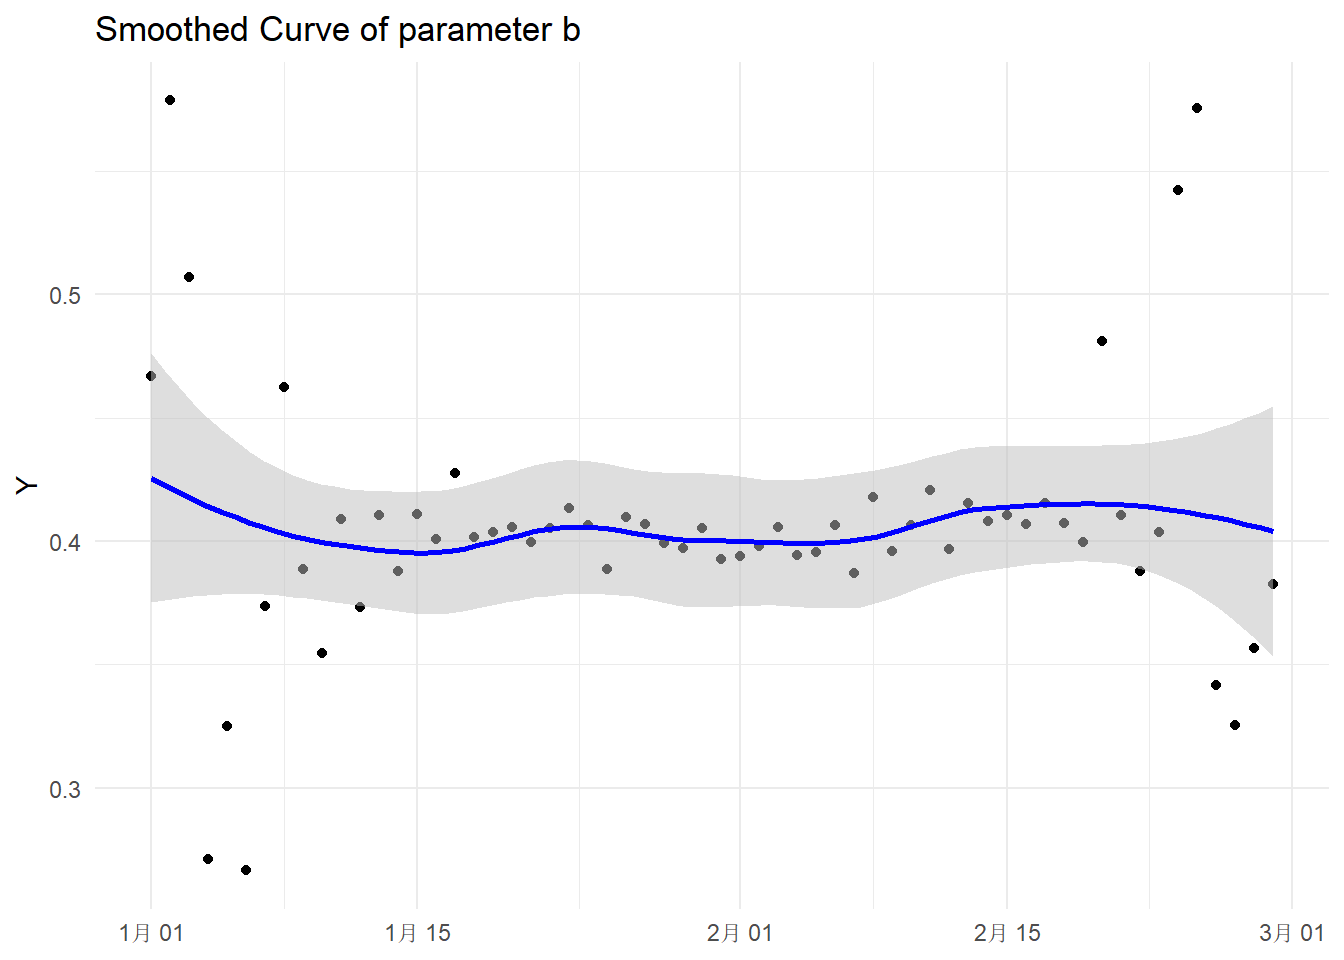 Smoothed Curve of parameter b
Y
0.5
0.4
0.3
1月 01
1月 15
2月 01
2月 15
3月 01